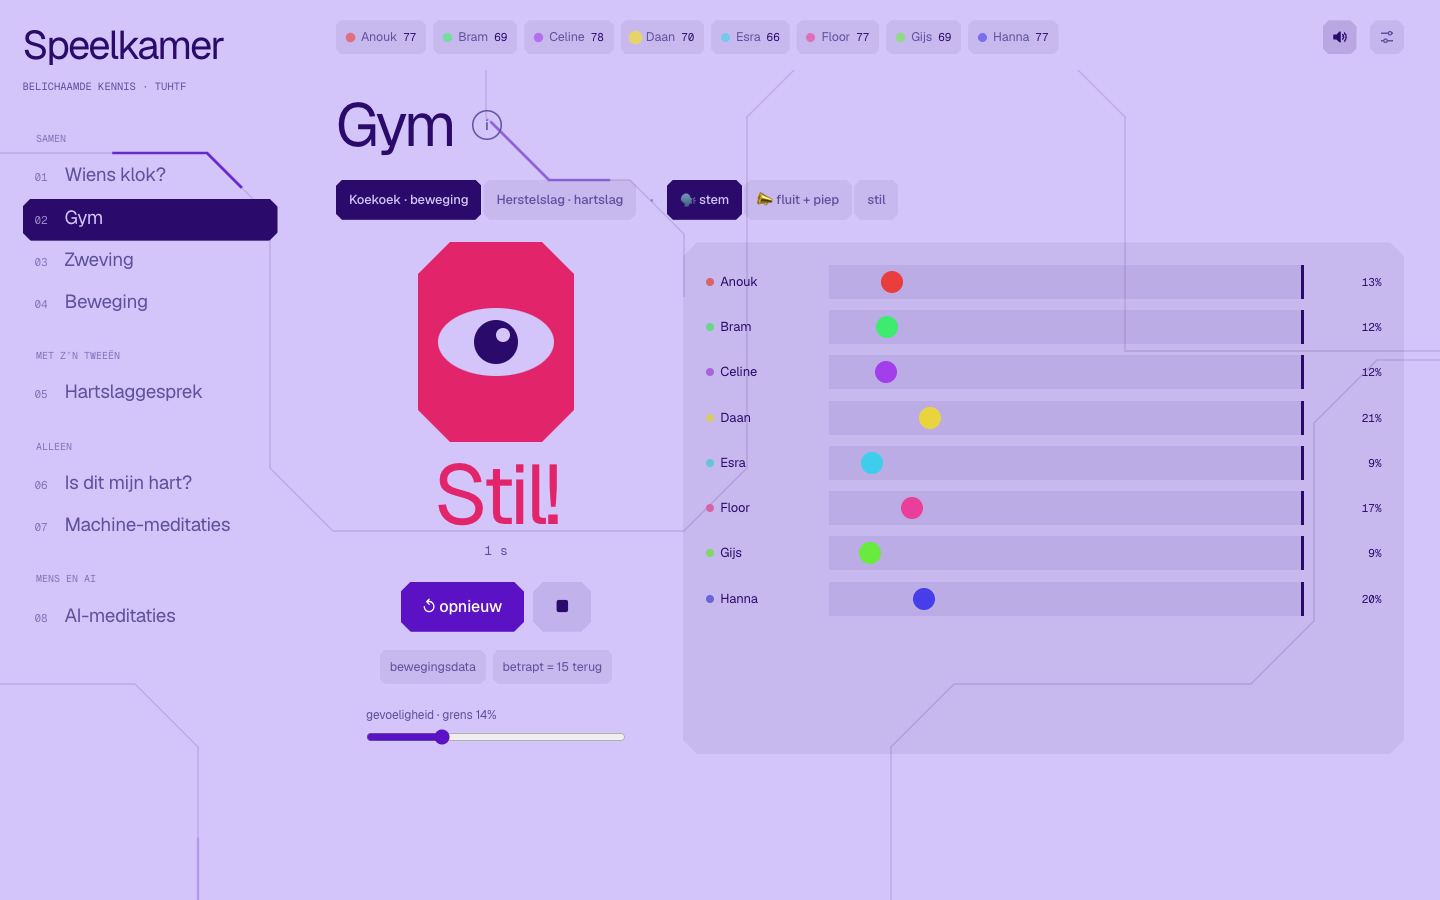 Speelkamer
BELICHAAMDE KENNIS · TUHTF
Anouk 77
Bram 69
Celine 78
Daan 70
Esra 66
Floor 77
Gijs 69
Hanna 77
SAMEN
01 Wiens klok?
02 Gym
03 Zweving
04 Beweging
MET Z'N TWEEËN
05 Hartslaggesprek
ALLEEN
06 Is dit mijn hart?
07 Machine-meditaties
MENS EN AI
08 AI-meditaties
Gym i
Koekoek · beweging
Herstelslag · hartslag
·
stem
fluit + piep
stil
Stil!
1 s
opnieuw
bewegingsdata
betrapt = 15 terug
gevoeligheid · grens 14%
Anouk 13%
Bram 12%
Celine 12%
Daan 21%
Esra 9%
Floor 17%
Gijs 9%
Hanna 20%